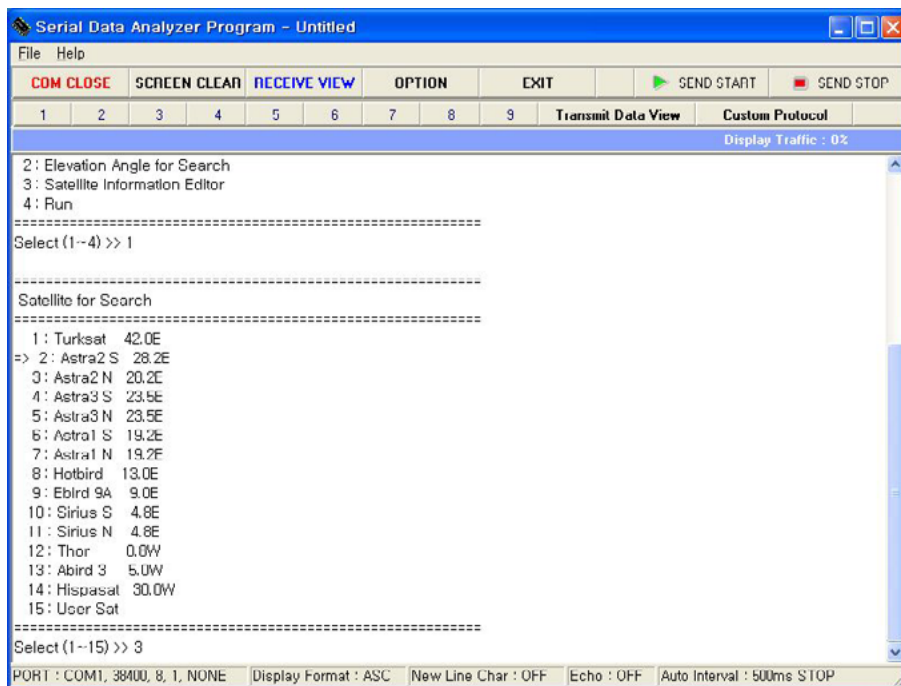 Serial Data Analyzer Program - Untitled
File Help
COM CLOSE SCREEN CLEAR RECEIVE VIEW OPTION EXIT SEND START SEND STOP
1 2 3 4 5 6 7 8 9 Transmit Data View Custom Protocol
Display Traffic : 0%
2 : Elevation Angle for Search
3 : Satellite Information Editor
4 : Run
============================================================
Select (1~4) >> 1
============================================================
Satellite for Search
============================================================
1 : Turksat 42.0E
=> 2 : Astra2 S 28.2E
3 : Astra2 N 20.2E
4 : Astra3 S 23.5E
5 : Astra3 N 23.5E
6 : Astra1 S 19.2E
7 : Astra1 N 19.2E
8 : Hotbird 13.0E
9 : Ebird 9A 9.0E
10 : Sirius S 4.8E
11 : Sirius N 4.8E
12 : Thor 0.0W
13 : Abird 3 5.0W
14 : Hispasat 30.0W
15 : User Sat
============================================================
Select (1~15) >> 3
PORT : COM1, 38400, 8, 1, NONE Display Format : ASC New Line Char : OFF Echo : OFF Auto Interval : 500ms STOP